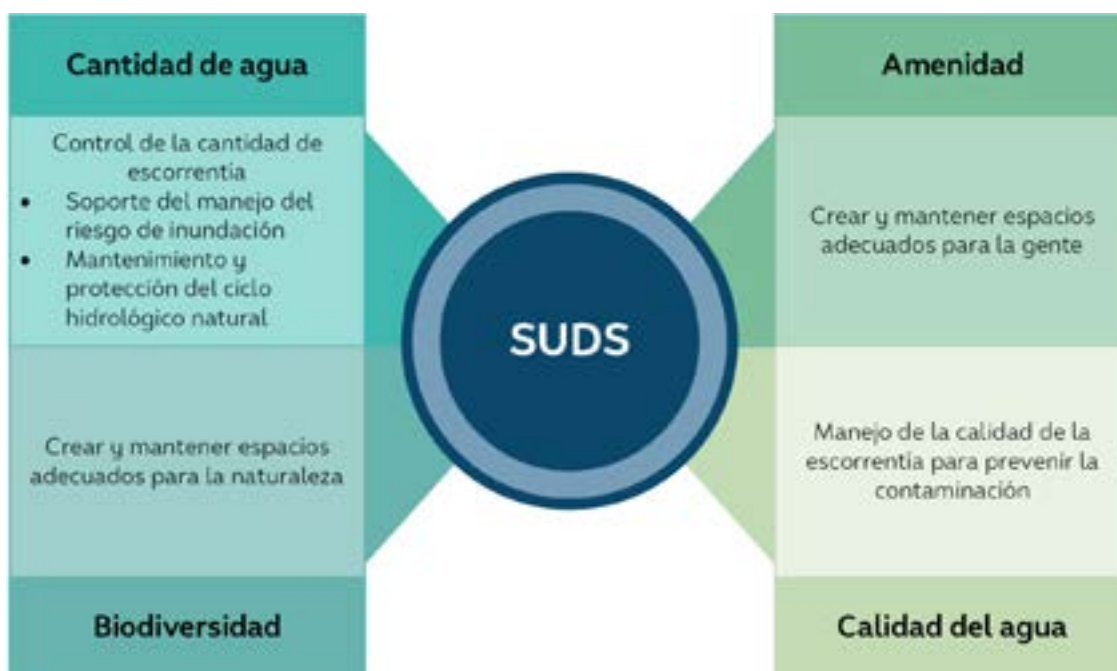 Cantidad de agua
Control de la cantidad de
escorrentía
• Soporte del manejo del
riesgo de inundación
• Mantenimiento y
protección del ciclo
hidrológico natural
Crear y mantener espacios
adecuados para la naturaleza
Biodiversidad
SUDS
Amenidad
Crear y mantener espacios
adecuados para la gente
Manejo de la calidad de la
escorrentía para prevenir la
contaminación
Calidad del agua